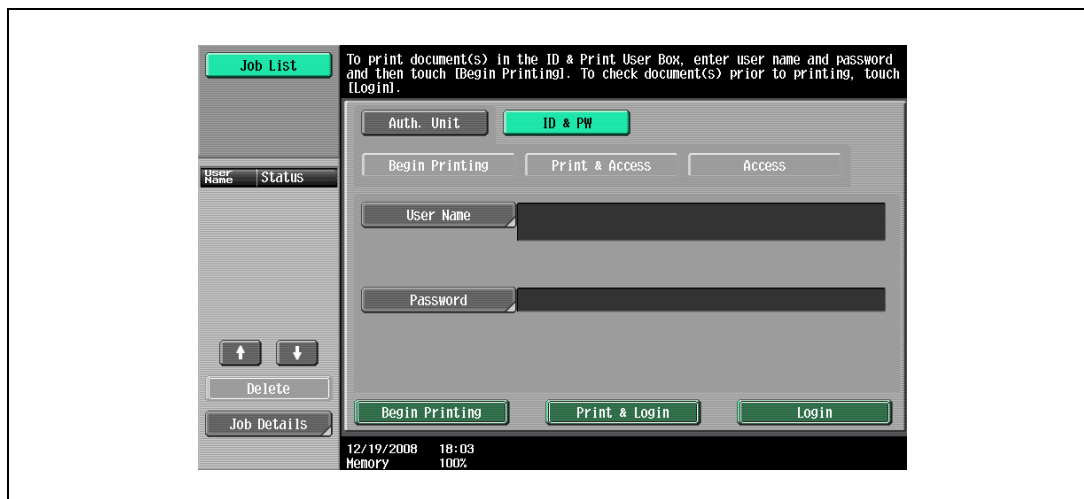 Job List
To print document(s) in the ID & Print User Box, enter user name and password
and then touch [Begin Printing]. To check document(s) prior to printing, touch
[Login].
Auth. Unit
ID & PW
Begin Printing
Print & Access
Access
User
Name
Status
User Name
Password
Delete
Job Details
Begin Printing
Print & Login
Login
12/19/2008 18:03
Memory 100%